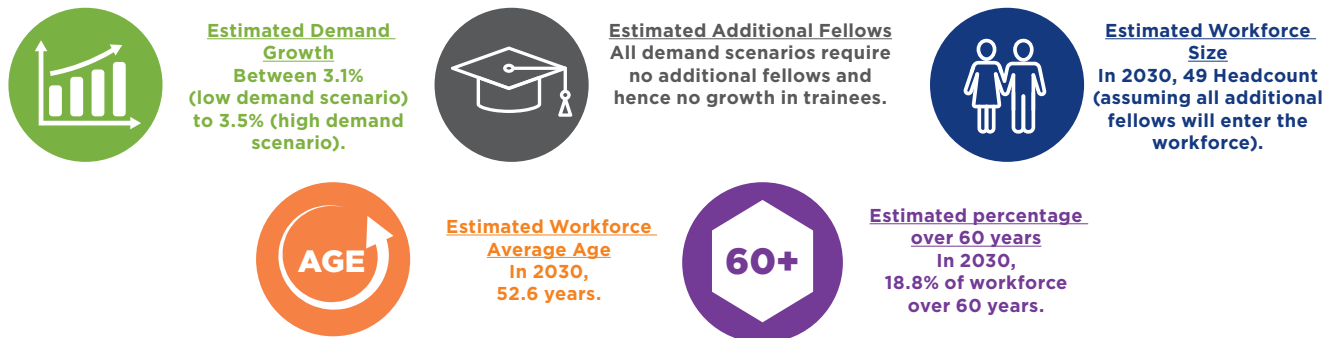 Estimated Demand
Growth
Between 3.1%
(low demand scenario)
to 3.5% (high demand
scenario).
Estimated Additional Fellows
All demand scenarios require
no additional fellows and
hence no growth in trainees.
Estimated Workforce
Size
In 2030, 49 Headcount
(assuming all additional
fellows will enter the
workforce).
AGE
Estimated Workforce
Average Age
In 2030,
52.6 years.
60+
Estimated percentage
over 60 years
In 2030,
18.8% of workforce
over 60 years.